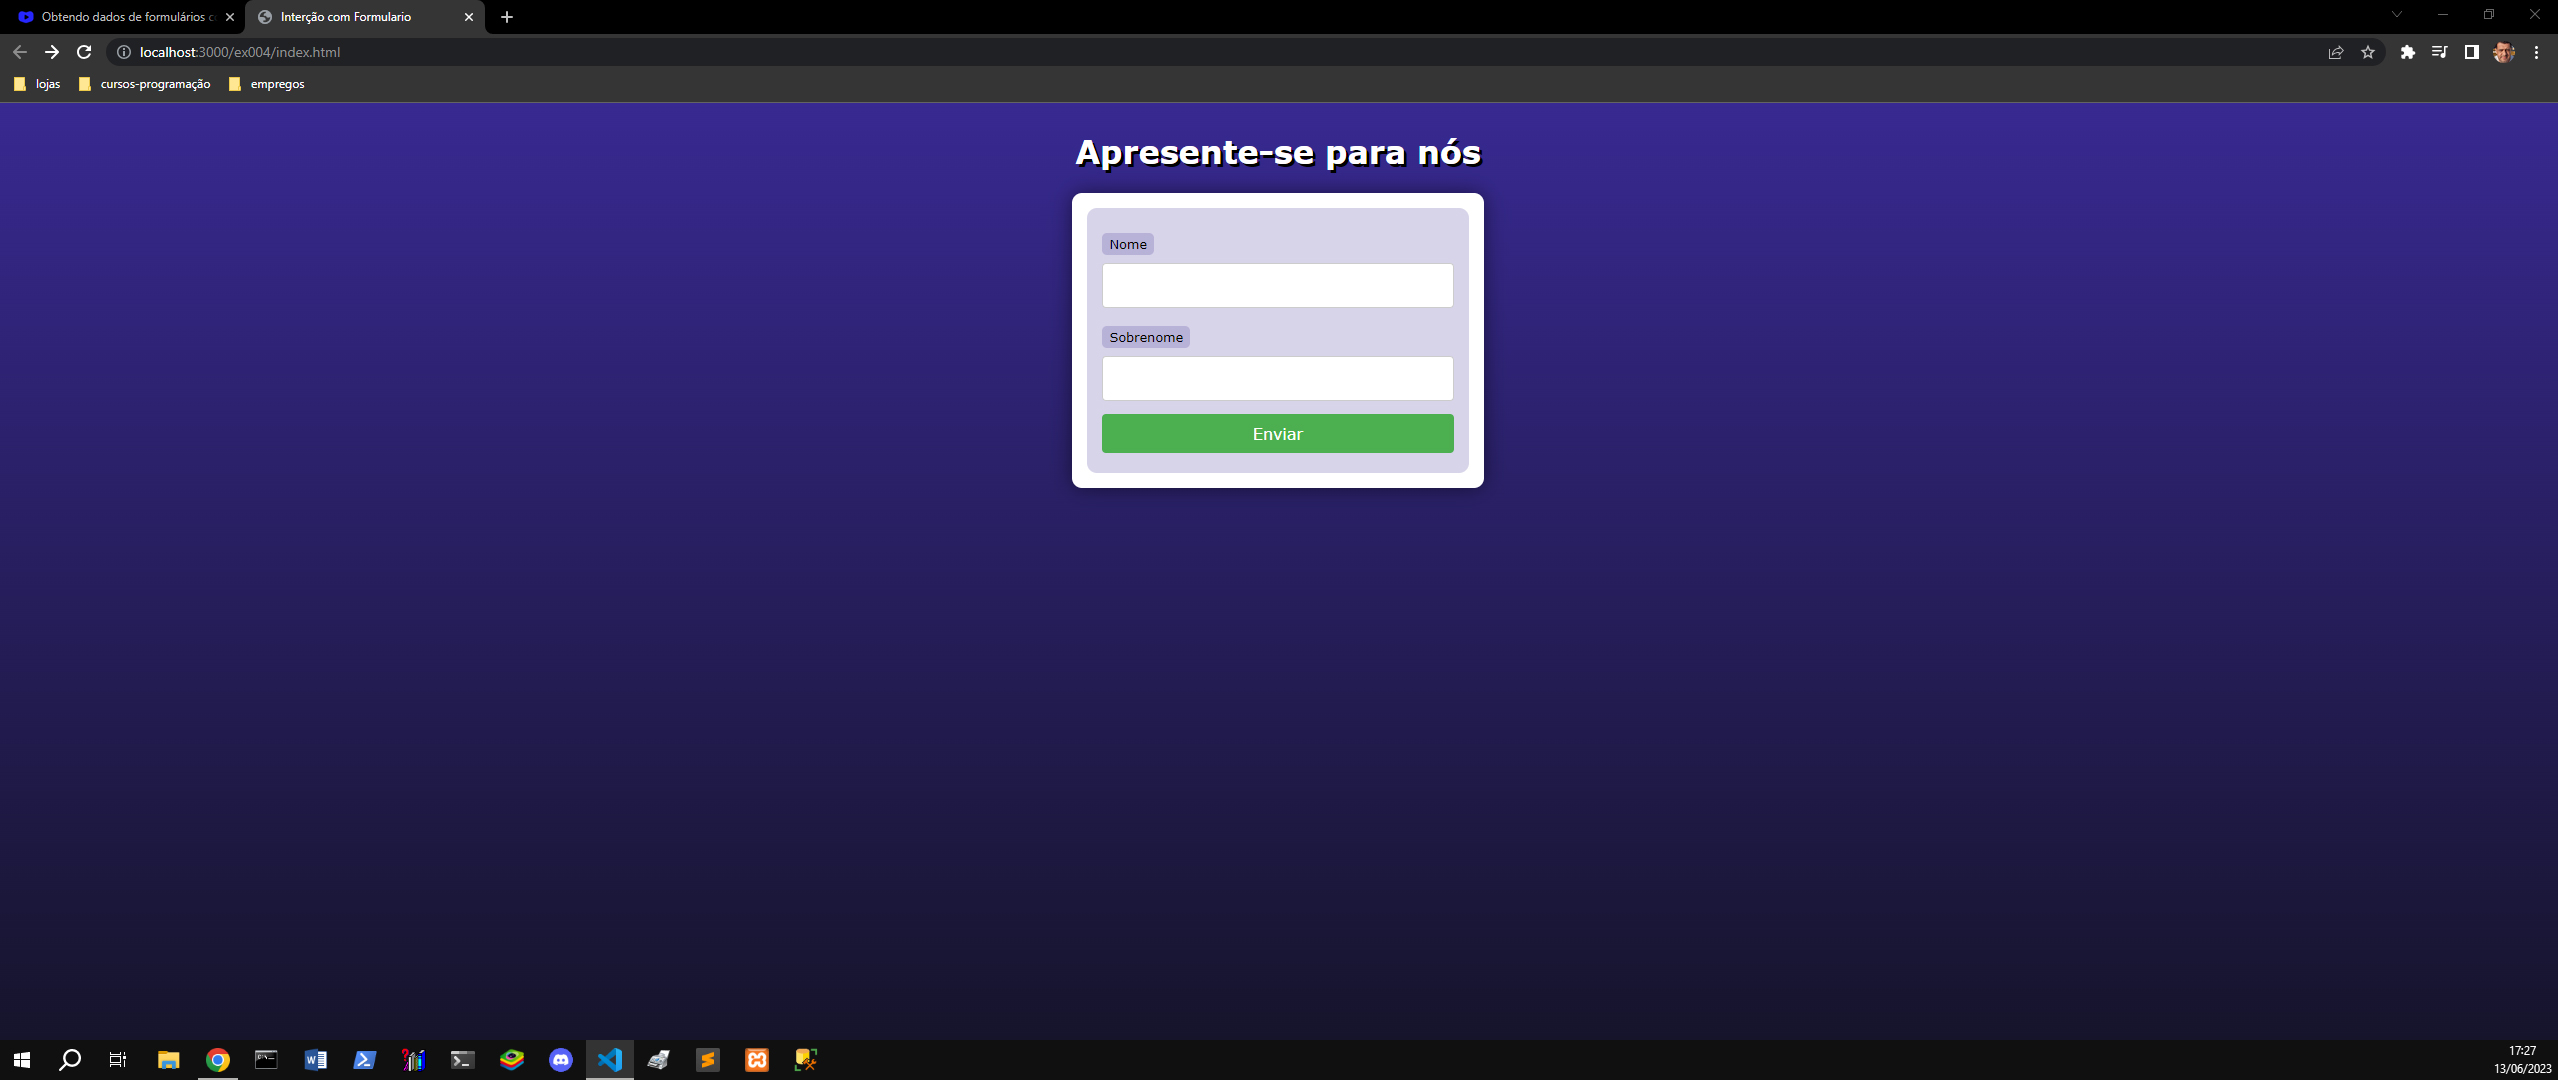 Obtendo dados de formulários
Interção com Formulario
localhost:3000/ex004/index.html
lojas
cursos-programação
empregos
Apresente-se para nós
Nome
Sobrenome
Enviar
17:27
13/06/2023